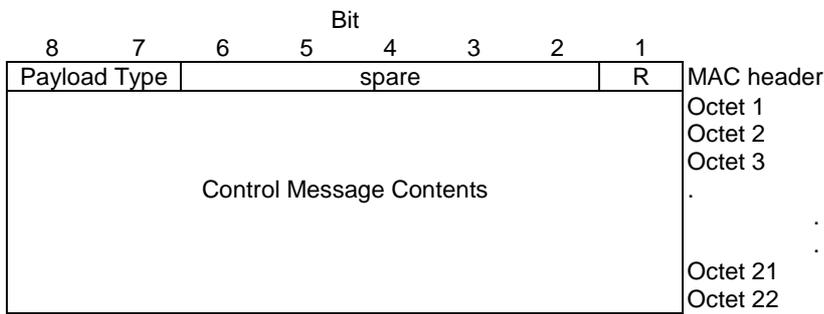 Bit
8 7 6 5 4 3 2 1
Payload Type spare R MAC header
Octet 1
Octet 2
Octet 3
Control Message Contents .
.
.
Octet 21
Octet 22